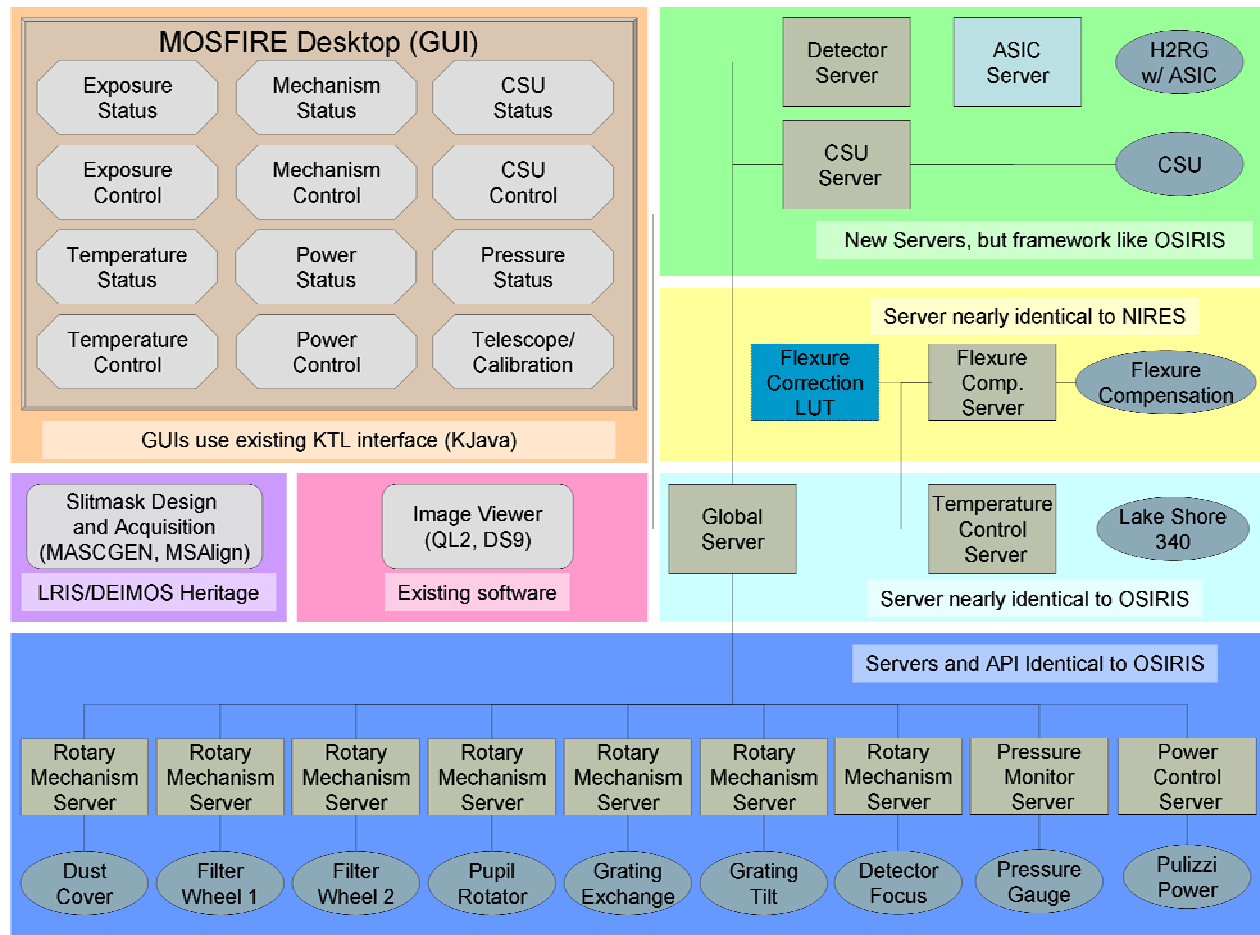 MOSFIRE Desktop (GUI)
Exposure
Status
Mechanism
Status
CSU
Status
Exposure
Control
Mechanism
Control
CSU
Control
Temperature
Status
Power
Status
Pressure
Status
Temperature
Control
Power
Control
Telescope/
Calibration
GUIs use existing KTL interface (KJava)
Detector
Server
ASIC
Server
H2RG
w/ ASIC
CSU
Server
CSU
New Servers, but framework like OSIRIS
Server nearly identical to NIRES
Flexure
Correction
LUT
Flexure
Comp.
Server
Flexure
Compensation
Slitmask Design
and Acquisition
(MASCGEN, MSAlign)
LRIS/DEIMOS Heritage
Image Viewer
(QL2, DS9)
Existing software
Global
Server
Temperature
Control
Server
Lake Shore
340
Server nearly identical to OSIRIS
Servers and API Identical to OSIRIS
Rotary
Mechanism
Server
Rotary
Mechanism
Server
Rotary
Mechanism
Server
Rotary
Mechanism
Server
Rotary
Mechanism
Server
Rotary
Mechanism
Server
Rotary
Mechanism
Server
Pressure
Monitor
Server
Power
Control
Server
Dust
Cover
Filter
Wheel 1
Filter
Wheel 2
Pupil
Rotator
Grating
Exchange
Grating
Tilt
Detector
Focus
Pressure
Gauge
Pulizzi
Power